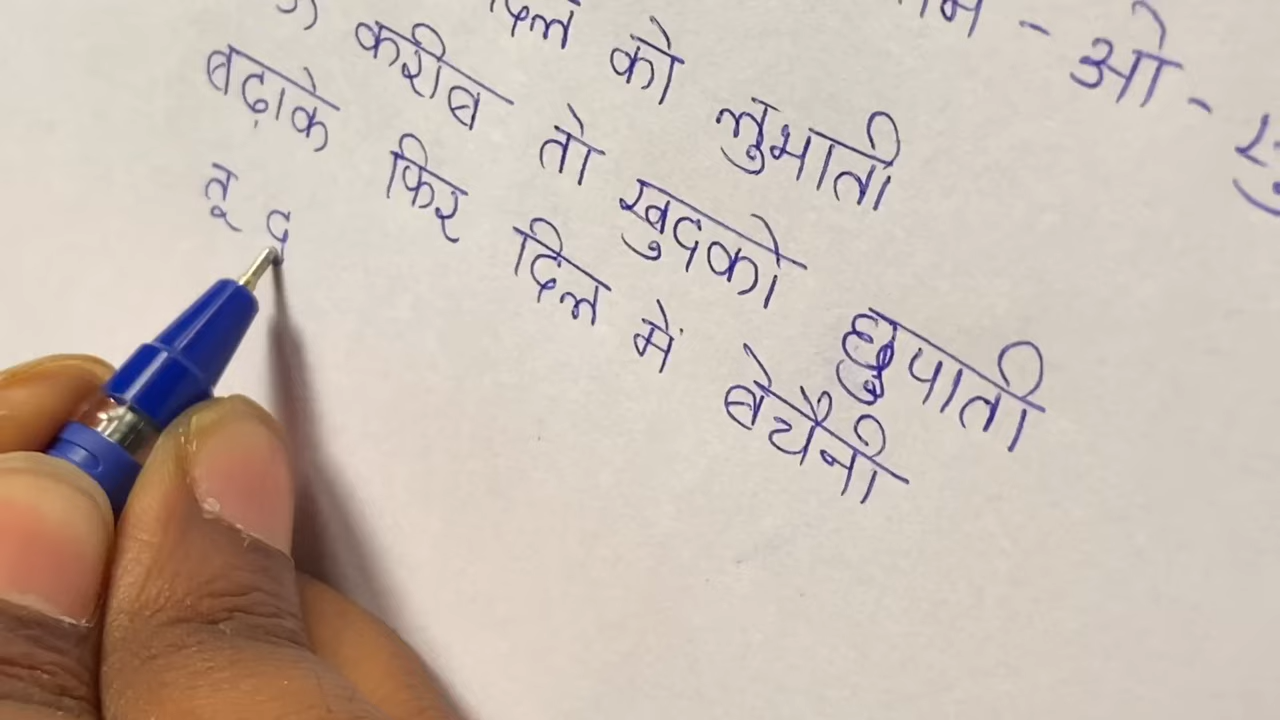 - ओ -
दिल को लुभाती
करीब तो खुदको छुपाती
बढ़ाके फिर दिल में बेचैनी
तू द